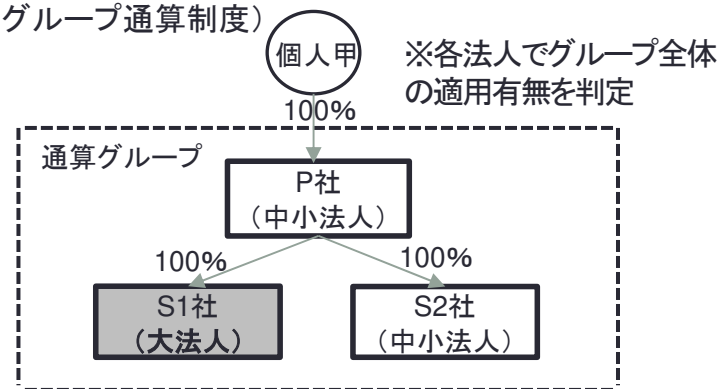 グループ通算制度）
個人甲
※各法人でグループ全体
の適用有無を判定
100%
通算グループ
P社
（中小法人）
100%
100%
S1社
（大法人）
S2社
（中小法人）